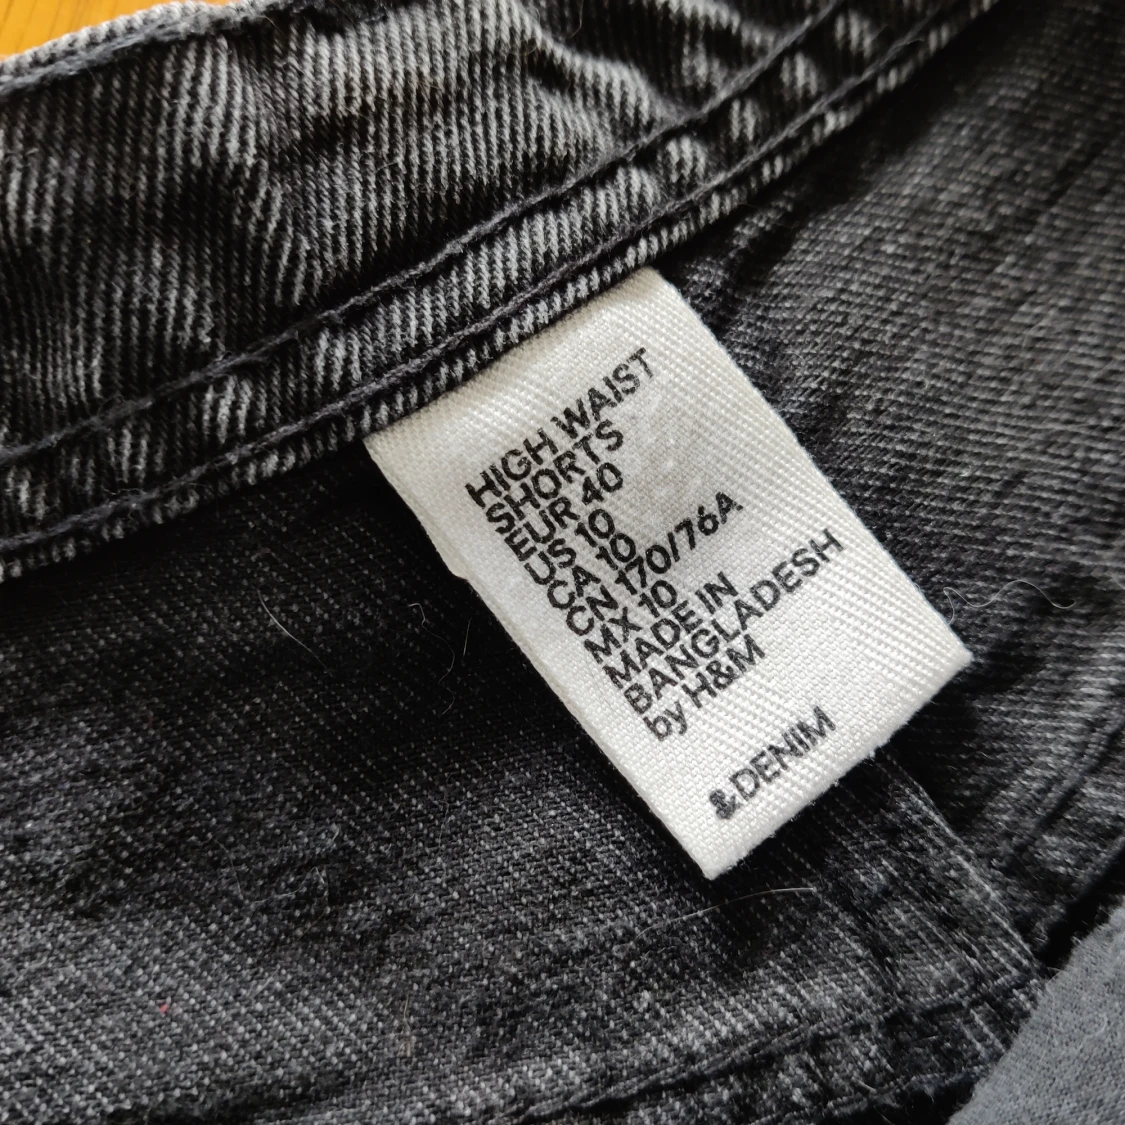 HIGH WAIST
SHORTS
EUR 40
US 10
CA 10
CN 170/76A
MX 10
MADE IN
BANGLADESH
by H&M
&DENIM